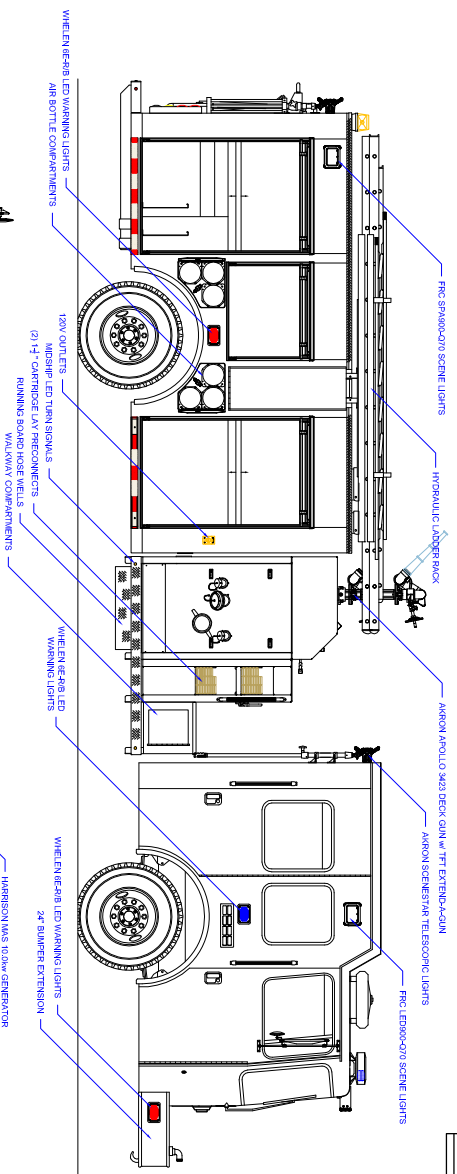 FRC SPA900-Q70 SCENE LIGHTS
HYDRAULIC LADDER RACK
AKRON APOLLO 3423 DECK GUN w/ TFT EXTEND-A-GUN
AKRON SCENESTAR TELESCOPIC LIGHTS
FRC LED900-Q70 SCENE LIGHTS
WHELEN 6E-R/B LED WARNING LIGHTS
AIR BOTTLE COMPARTMENTS
120V OUTLETS
MIDSHIP LED TURN SIGNALS
(2) 1½" CARTRIDGE LAY PRECONNECTS
RUNNING BOARD HOSE WELLS
WALKWAY COMPARTMENTS
WHELEN 6E-R/B LED
WARNING LIGHTS
WHELEN 6E-R/B LED WARNING LIGHTS
24" BUMPER EXTENSION
HARRISON MAS 10.0kw GENERATOR